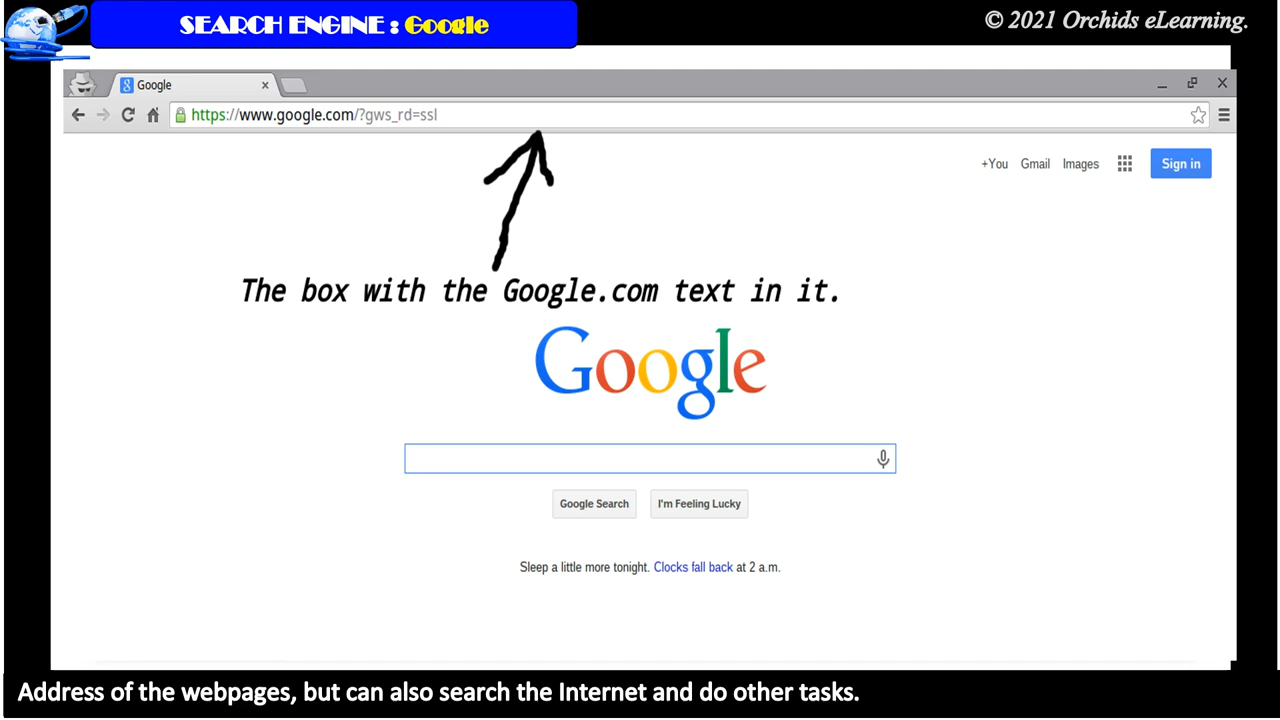 SEARCH ENGINE : Google
© 2021 Orchids eLearning.
Google
https://www.google.com/?gws_rd=ssl
+You Gmail Images Sign in
The box with the Google.com text in it.
Google
Google Search I'm Feeling Lucky
Sleep a little more tonight. Clocks fall back at 2 a.m.
Address of the webpages, but can also search the Internet and do other tasks.